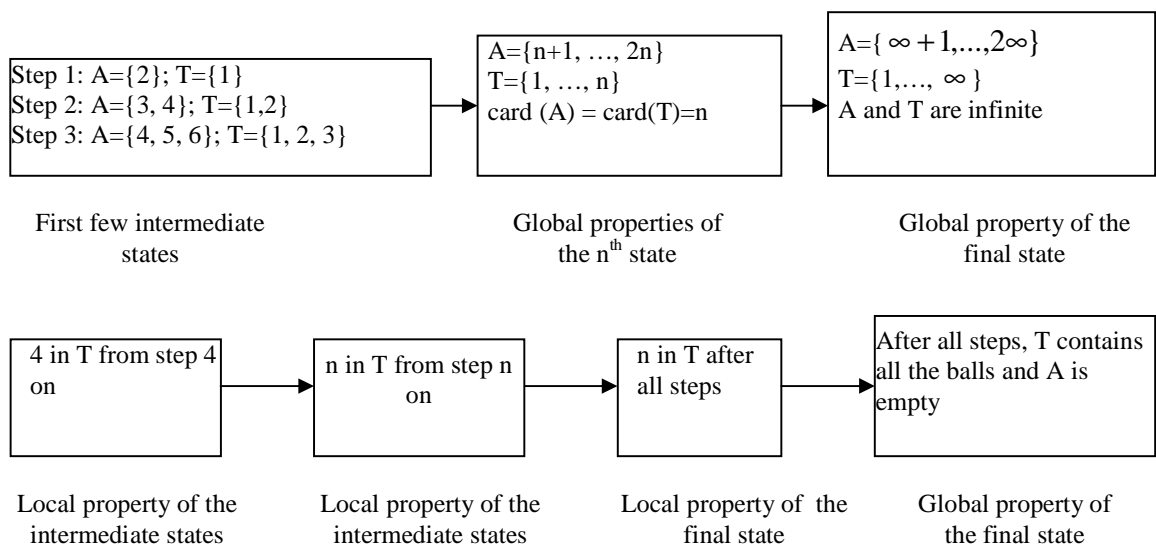 Step 1: A={2}; T={1}
Step 2: A={3, 4}; T={1,2}
Step 3: A={4, 5, 6}; T={1, 2, 3}
A={n+1, …, 2n}
T={1, …, n}
card (A) = card(T)=n
A={ ∞+1,...,2∞}
T={1,…, ∞ }
A and T are infinite
First few intermediate
states
Global properties of
the nth state
Global property of the
final state
4 in T from step 4
on
n in T from step n
on
n in T after
all steps
After all steps, T contains
all the balls and A is
empty
Local property of the
intermediate states
Local property of the
intermediate states
Local property of the
final state
Global property of
the final state